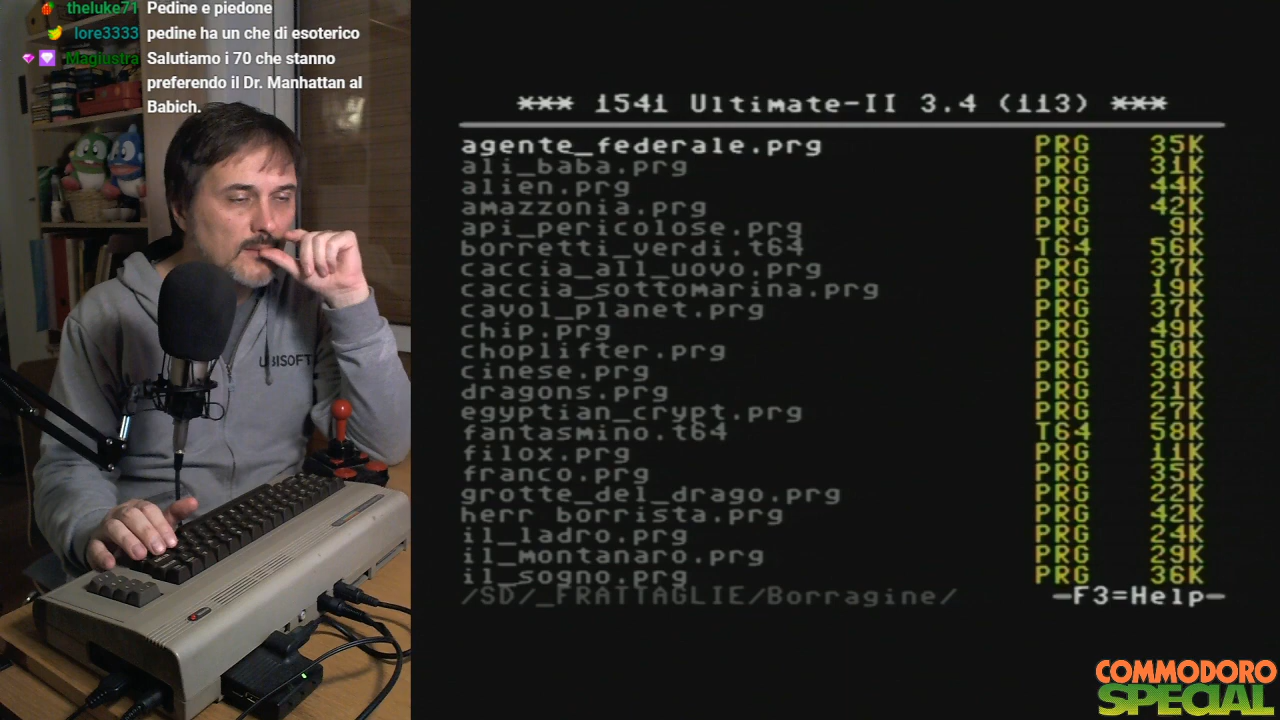 theluke71 Pedine e piedone
lore3333 pedine ha un che di esoterico
Magiustra Salutiamo i 70 che stanno
preferendo il Dr. Manhattan al
Babich.
UBISOFT
*** 1541 Ultimate-II 3.4 (113) ***
agente_federale.prg PRG 35K
ali_baba.prg PRG 31K
alien.prg PRG 44K
amazzonia.prg PRG 42K
api_pericolose.prg PRG 9K
borretti_verdi.t64 T64 56K
caccia_all_uovo.prg PRG 37K
caccia_sottomarina.prg PRG 19K
cavol_planet.prg PRG 37K
chip.prg PRG 49K
choplifter.prg PRG 50K
cinese.prg PRG 38K
dragons.prg PRG 21K
egyptian_crypt.prg PRG 27K
fantasmino.t64 T64 58K
filox.prg PRG 11K
franco.prg PRG 35K
grotte_del_drago.prg PRG 22K
herr borrista.prg PRG 42K
il_ladro.prg PRG 24K
il_montanaro.prg PRG 29K
il_sogno.prg PRG 36K
/SD/_FRATTAGLIE/Borragine/ F3=Help
COMMODORO
SPECIAL